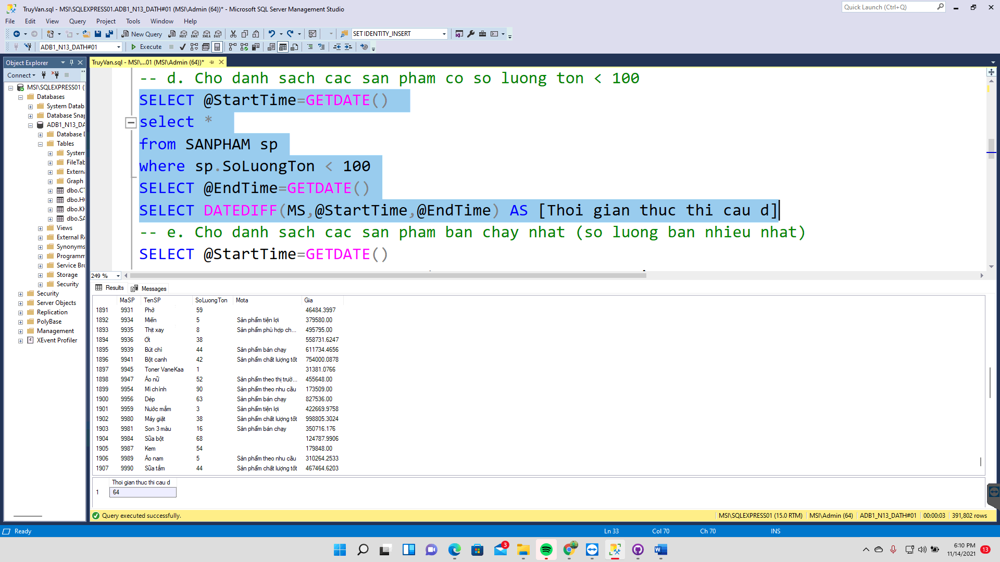 TruyVan.sql - MSI\SQLEXPRESS01.ADB1_N13_DATH#01 (MSI\Admin (64))* - Microsoft SQL Server Management Studio
Quick Launch (Ctrl+Q)
File Edit View Query Project Tools Window Help
New Query
MDX DMX XMLA DAX
SET IDENTITY_INSERT
ADB1_N13_DATH#01
Execute
Object Explorer
TruyVan.sql - MSI\...01 (MSI\Admin (64))*
Connect
MSI\SQLEXPRESS01 (
Databases
System Datab
Database Snap
ADB1_N13_DA
Database D
Tables
System
FileTab
Externa
Graph
dbo.CT
dbo.HO
dbo.KH
dbo.SA
Views
External Re
Synonyms
Programm
Service Bro
Storage
Security
Security
Server Objects
Replication
PolyBase
Management
XEvent Profiler
-- d. Cho danh sach cac san pham co so luong ton < 100
SELECT @StartTime=GETDATE()
select *
from SANPHAM sp
where sp.SoLuongTon < 100
SELECT @EndTime=GETDATE()
SELECT DATEDIFF(MS,@StartTime,@EndTime) AS [Thoi gian thuc thi cau d]
-- e. Cho danh sach cac san pham ban chay nhat (so luong ban nhieu nhat)
SELECT @StartTime=GETDATE()
249 %
Results Messages
MaSP TenSP SoLuongTon Mota Gia
1891 9931 Phở 59 46484.3997
1892 9934 Miến 5 Sản phẩm tiện lợi 379580.00
1893 9935 Thịt xay 8 Sản phẩm phù hợp ch... 495795.00
1894 9936 Ớt 38 558731.6247
1895 9939 Bút chì 44 Sản phẩm bán chạy 611734.4656
1896 9941 Bột canh 42 Sản phẩm chất lượng tốt 754000.0878
1897 9945 Toner VaneKaa 1 31381.0766
1898 9947 Áo nữ 52 Sản phẩm theo thị trườ... 455648.00
1899 9954 Mì chính 90 Sản phẩm theo nhu cầu 173509.00
1900 9956 Dép 63 Sản phẩm bán chạy 827536.00
1901 9959 Nước mắm 3 Sản phẩm tiện lợi 422669.9758
1902 9980 Máy giặt 38 Sản phẩm chất lượng tốt 998805.3024
1903 9981 Son 3 màu 16 Sản phẩm bán chạy 350716.176
1904 9984 Sữa bột 68 124787.9906
1905 9987 Kem 54 179848.00
1906 9989 Áo nam 5 Sản phẩm theo nhu cầu 310264.2533
1907 9990 Sữa tắm 44 Sản phẩm chất lượng tốt 467464.6203
Thoi gian thuc thi cau d
1 64
Query executed successfully.
MSI\SQLEXPRESS01 (15.0 RTM) MSI\Admin (64) ADB1_N13_DATH#01 00:00:03 391,802 rows
Ready
Ln 33 Col 70 Ch 70 INS
3
6:10 PM
11/14/2021
13